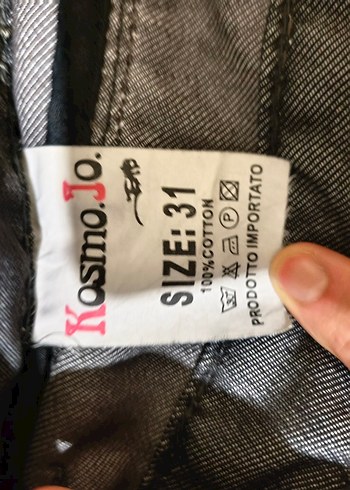 Kosmo.Jo.
SIZE: 31
100%COTTON
P
PRODOTTO IMPORTATO